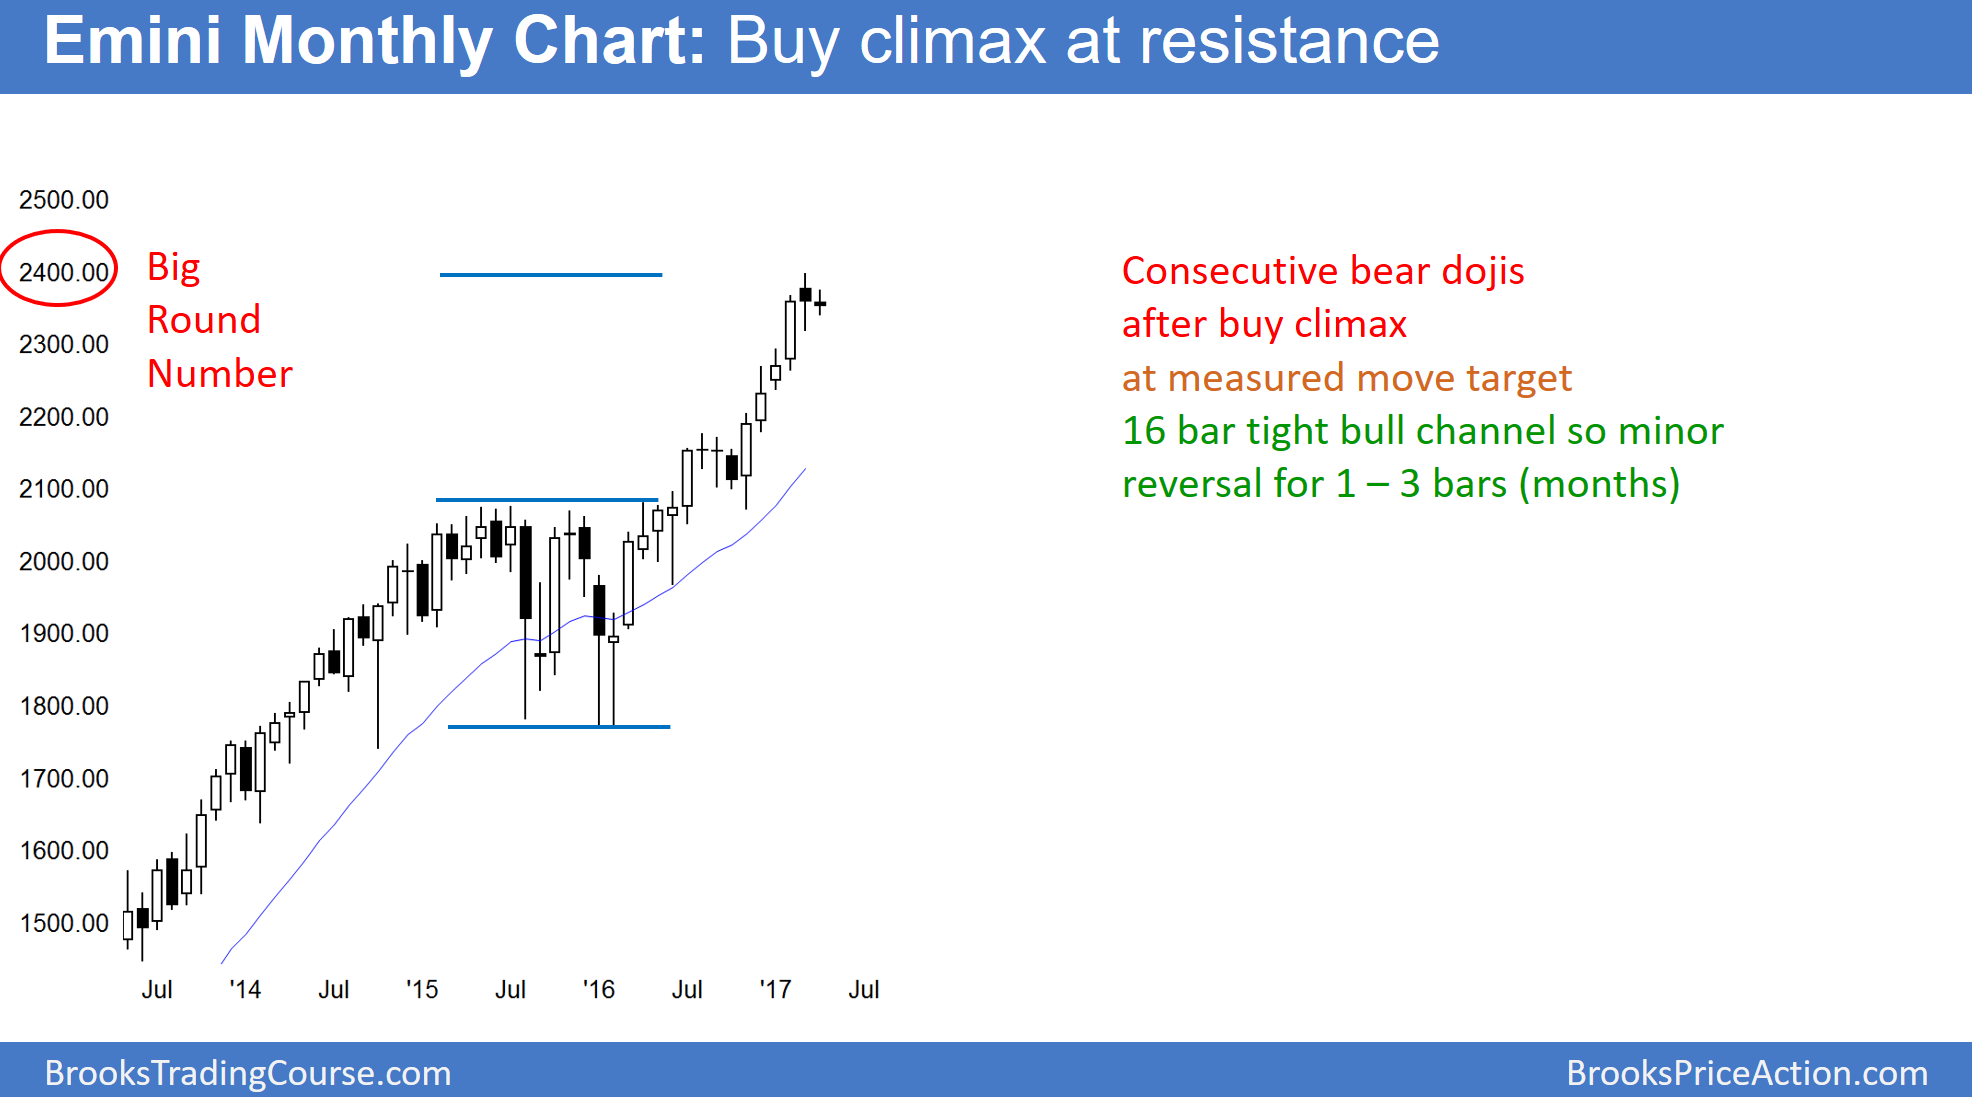 Emini Monthly Chart: Buy climax at resistance
2500.00
2400.00
2300.00
2200.00
2100.00
2000.00
1900.00
1800.00
1700.00
1600.00
1500.00
Big
Round
Number
Consecutive bear dojis
after buy climax
at measured move target
16 bar tight bull channel so minor
reversal for 1 – 3 bars (months)
Jul '14 Jul '15 Jul '16 Jul '17 Jul
BrooksTradingCourse.com
BrooksPriceAction.com